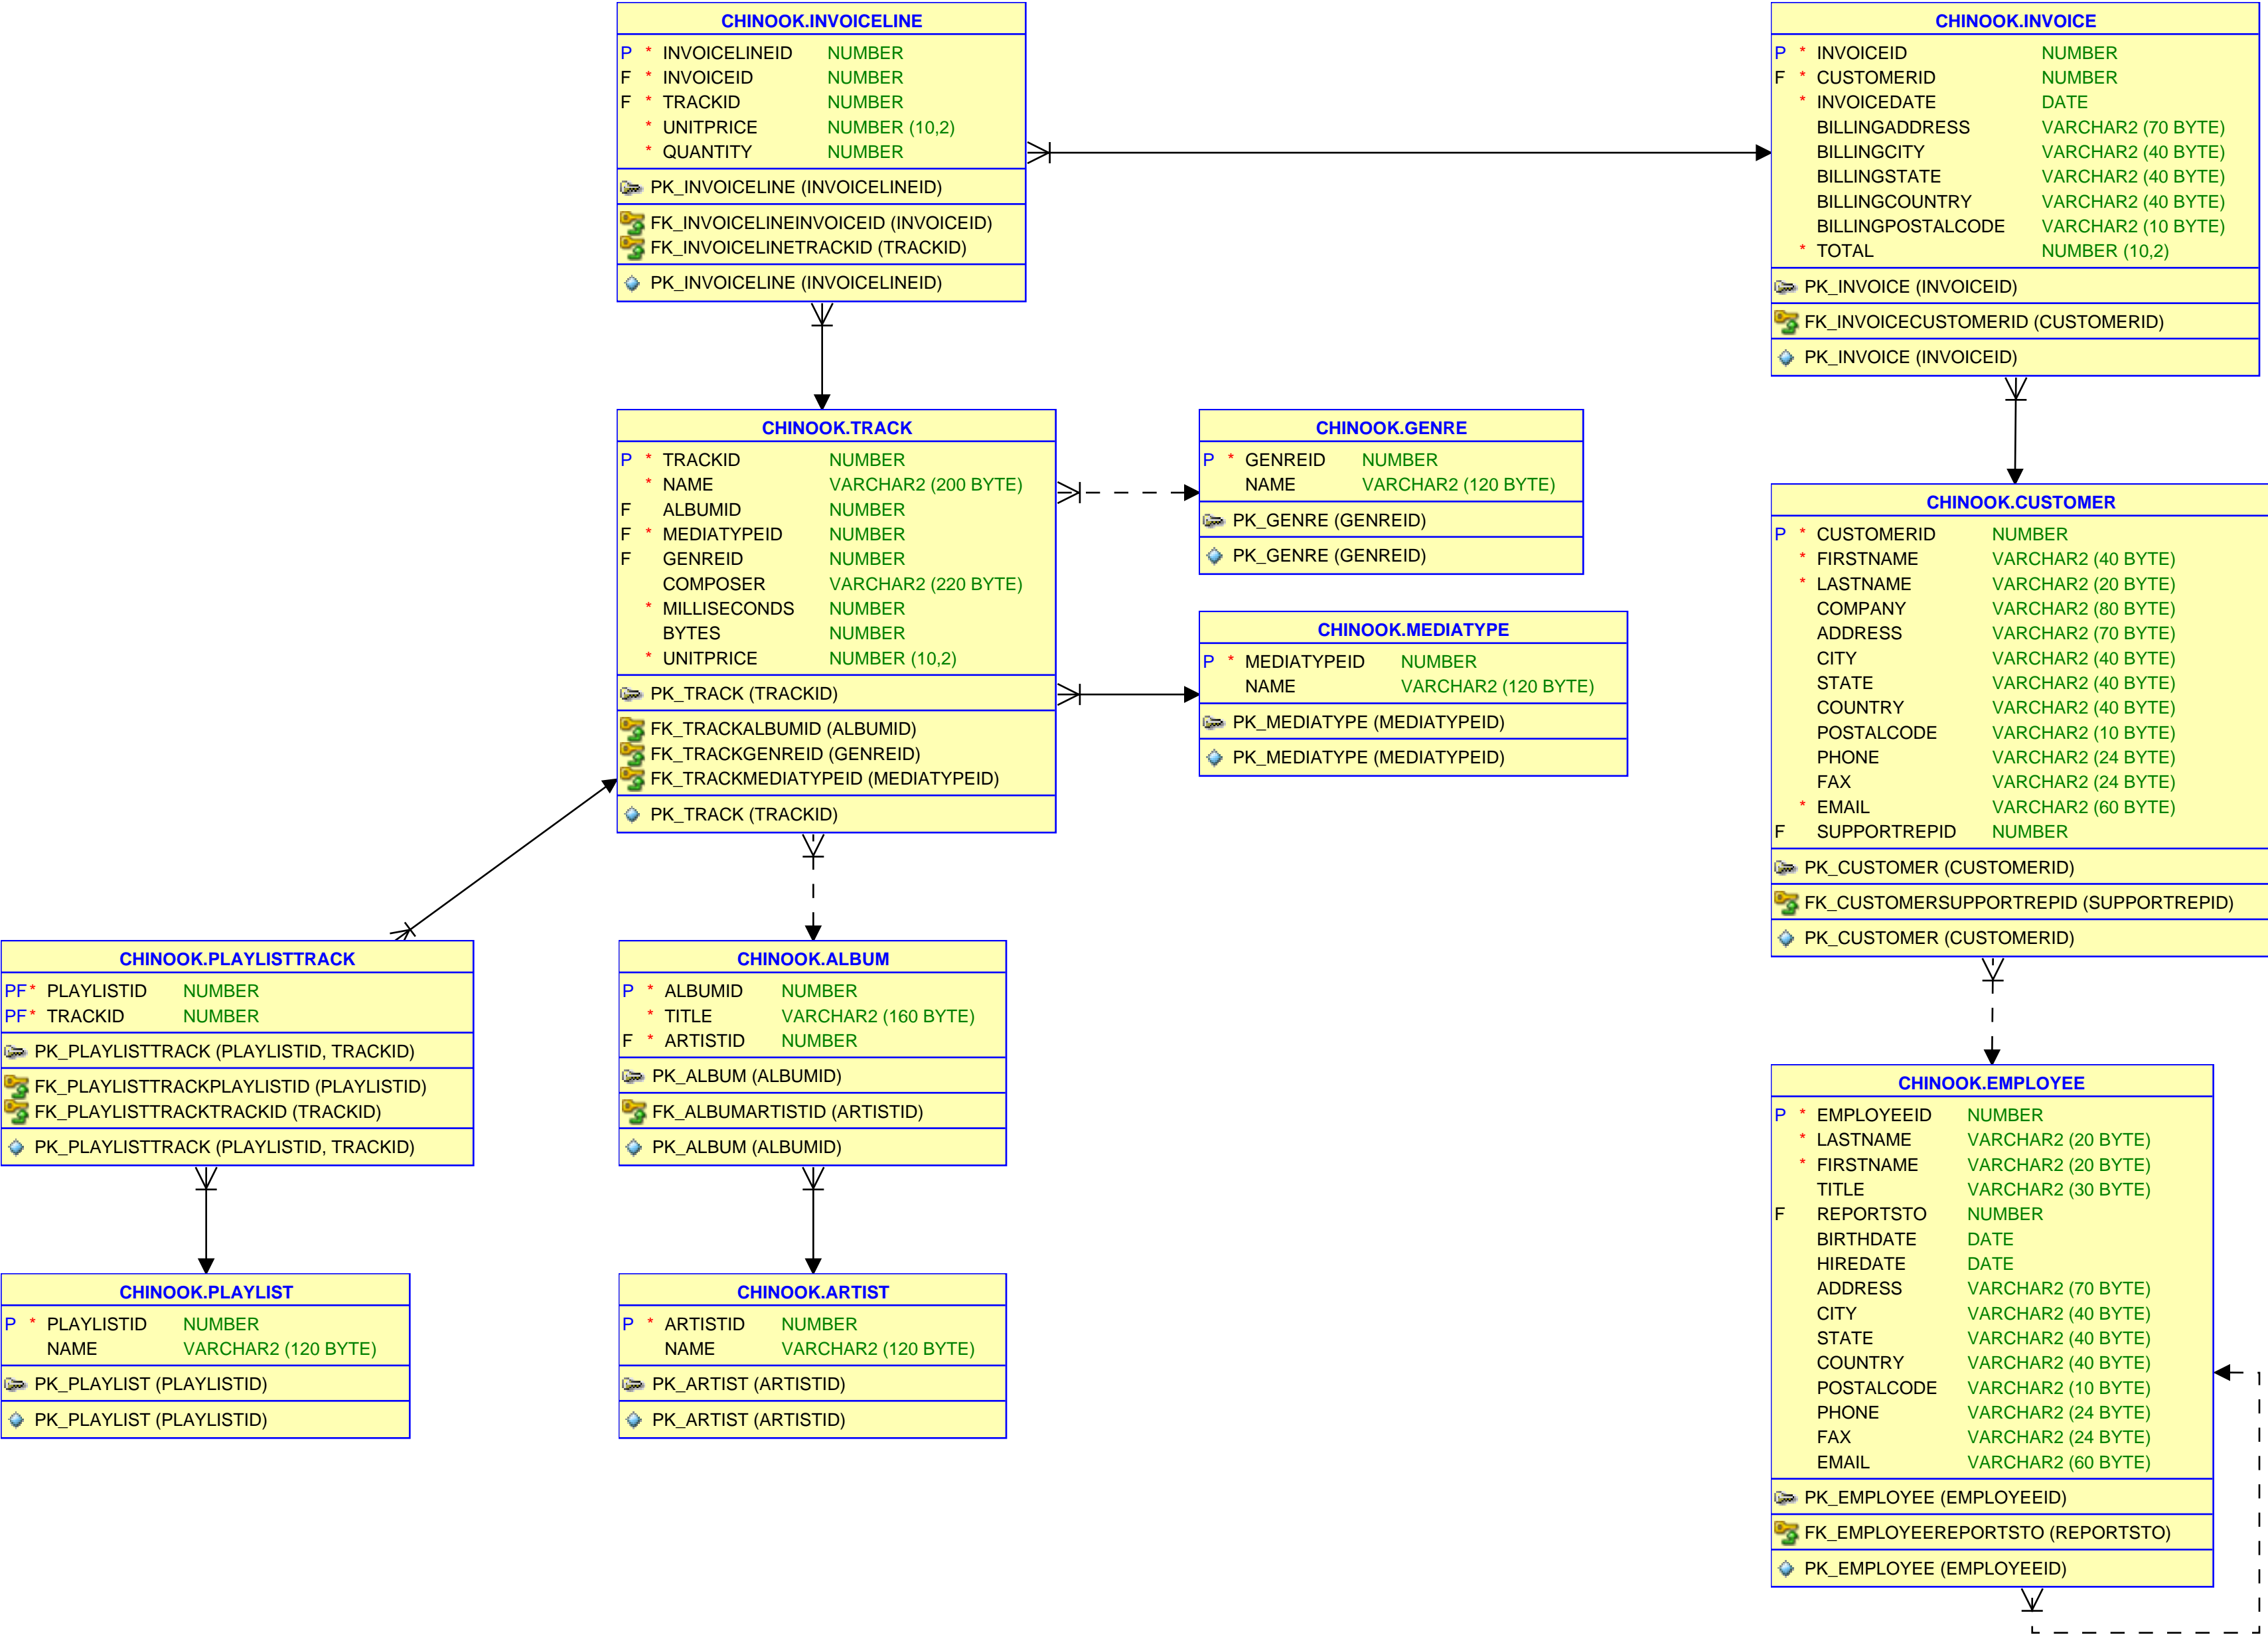 CHINOOK.INVOICELINE
P * INVOICELINEID NUMBER
F * INVOICEID NUMBER
F * TRACKID NUMBER
* UNITPRICE NUMBER (10,2)
* QUANTITY NUMBER
PK_INVOICELINE (INVOICELINEID)
FK_INVOICELINEINVOICEID (INVOICEID)
FK_INVOICELINETRACKID (TRACKID)
PK_INVOICELINE (INVOICELINEID)
CHINOOK.INVOICE
P * INVOICEID NUMBER
F * CUSTOMERID NUMBER
* INVOICEDATE DATE
BILLINGADDRESS VARCHAR2 (70 BYTE)
BILLINGCITY VARCHAR2 (40 BYTE)
BILLINGSTATE VARCHAR2 (40 BYTE)
BILLINGCOUNTRY VARCHAR2 (40 BYTE)
BILLINGPOSTALCODE VARCHAR2 (10 BYTE)
* TOTAL NUMBER (10,2)
PK_INVOICE (INVOICEID)
FK_INVOICECUSTOMERID (CUSTOMERID)
PK_INVOICE (INVOICEID)
CHINOOK.TRACK
P * TRACKID NUMBER
* NAME VARCHAR2 (200 BYTE)
F ALBUMID NUMBER
F * MEDIATYPEID NUMBER
F GENREID NUMBER
COMPOSER VARCHAR2 (220 BYTE)
* MILLISECONDS NUMBER
BYTES NUMBER
* UNITPRICE NUMBER (10,2)
PK_TRACK (TRACKID)
FK_TRACKALBUMID (ALBUMID)
FK_TRACKGENREID (GENREID)
FK_TRACKMEDIATYPEID (MEDIATYPEID)
PK_TRACK (TRACKID)
CHINOOK.GENRE
P * GENREID NUMBER
NAME VARCHAR2 (120 BYTE)
PK_GENRE (GENREID)
PK_GENRE (GENREID)
CHINOOK.MEDIATYPE
P * MEDIATYPEID NUMBER
NAME VARCHAR2 (120 BYTE)
PK_MEDIATYPE (MEDIATYPEID)
PK_MEDIATYPE (MEDIATYPEID)
CHINOOK.CUSTOMER
P * CUSTOMERID NUMBER
* FIRSTNAME VARCHAR2 (40 BYTE)
* LASTNAME VARCHAR2 (20 BYTE)
COMPANY VARCHAR2 (80 BYTE)
ADDRESS VARCHAR2 (70 BYTE)
CITY VARCHAR2 (40 BYTE)
STATE VARCHAR2 (40 BYTE)
COUNTRY VARCHAR2 (40 BYTE)
POSTALCODE VARCHAR2 (10 BYTE)
PHONE VARCHAR2 (24 BYTE)
FAX VARCHAR2 (24 BYTE)
* EMAIL VARCHAR2 (60 BYTE)
F SUPPORTREPID NUMBER
PK_CUSTOMER (CUSTOMERID)
FK_CUSTOMERSUPPORTREPID (SUPPORTREPID)
PK_CUSTOMER (CUSTOMERID)
CHINOOK.PLAYLISTTRACK
PF* PLAYLISTID NUMBER
PF* TRACKID NUMBER
PK_PLAYLISTTRACK (PLAYLISTID, TRACKID)
FK_PLAYLISTTRACKPLAYLISTID (PLAYLISTID)
FK_PLAYLISTTRACKTRACKID (TRACKID)
PK_PLAYLISTTRACK (PLAYLISTID, TRACKID)
CHINOOK.ALBUM
P * ALBUMID NUMBER
* TITLE VARCHAR2 (160 BYTE)
F * ARTISTID NUMBER
PK_ALBUM (ALBUMID)
FK_ALBUMARTISTID (ARTISTID)
PK_ALBUM (ALBUMID)
CHINOOK.EMPLOYEE
P * EMPLOYEEID NUMBER
* LASTNAME VARCHAR2 (20 BYTE)
* FIRSTNAME VARCHAR2 (20 BYTE)
TITLE VARCHAR2 (30 BYTE)
F REPORTSTO NUMBER
BIRTHDATE DATE
HIREDATE DATE
ADDRESS VARCHAR2 (70 BYTE)
CITY VARCHAR2 (40 BYTE)
STATE VARCHAR2 (40 BYTE)
COUNTRY VARCHAR2 (40 BYTE)
POSTALCODE VARCHAR2 (10 BYTE)
PHONE VARCHAR2 (24 BYTE)
FAX VARCHAR2 (24 BYTE)
EMAIL VARCHAR2 (60 BYTE)
PK_EMPLOYEE (EMPLOYEEID)
FK_EMPLOYEEREPORTSTO (REPORTSTO)
PK_EMPLOYEE (EMPLOYEEID)
CHINOOK.PLAYLIST
P * PLAYLISTID NUMBER
NAME VARCHAR2 (120 BYTE)
PK_PLAYLIST (PLAYLISTID)
PK_PLAYLIST (PLAYLISTID)
CHINOOK.ARTIST
P * ARTISTID NUMBER
NAME VARCHAR2 (120 BYTE)
PK_ARTIST (ARTISTID)
PK_ARTIST (ARTISTID)